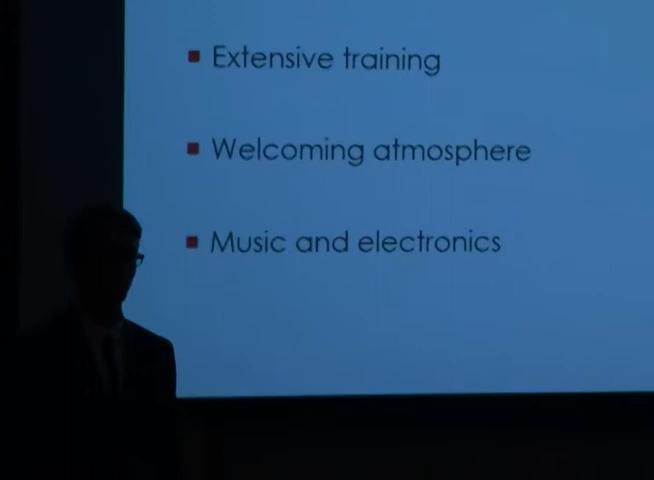 Extensive training
Welcoming atmosphere
Music and electronics